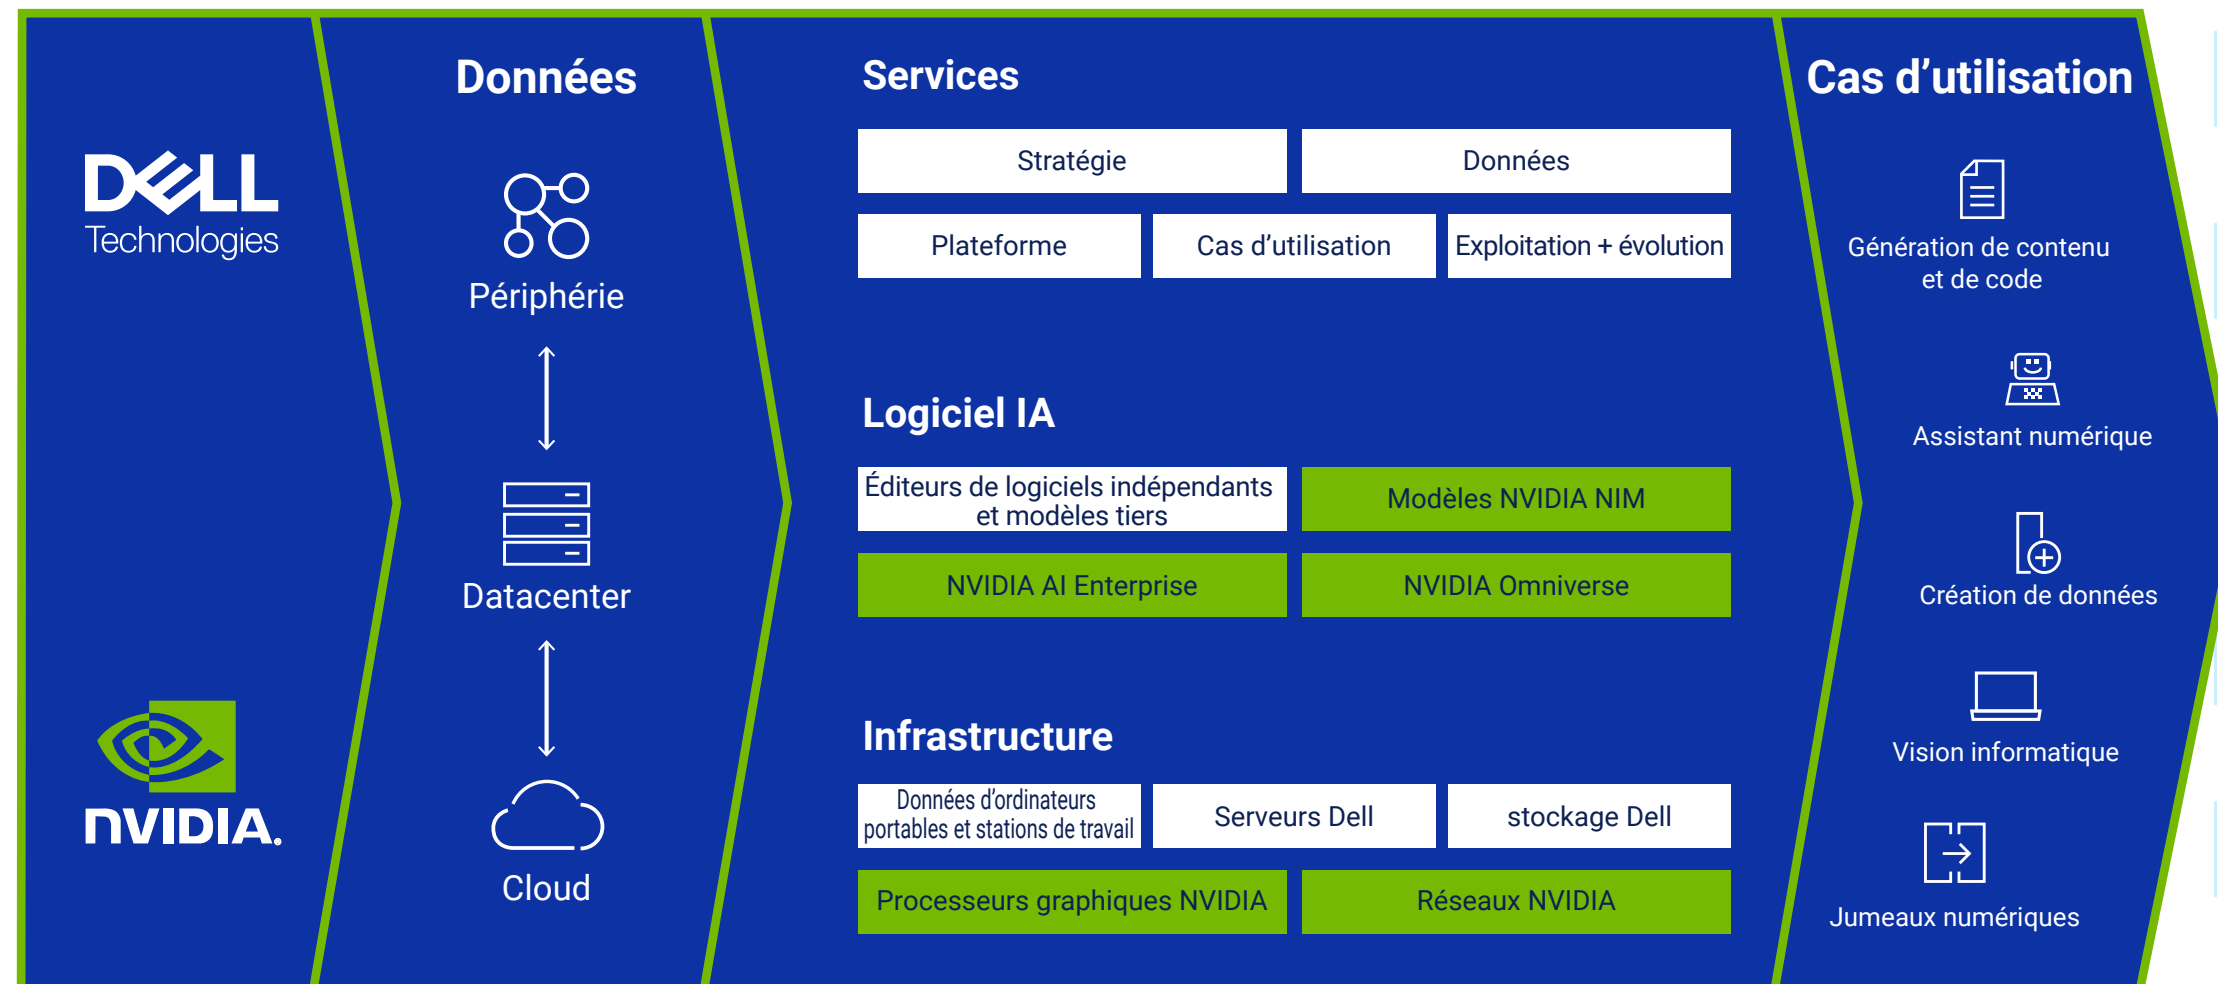 DELL
Technologies
NVIDIA.
Données
Périphérie
Datacenter
Cloud
Services
Stratégie
Données
Plateforme
Cas d’utilisation
Exploitation + évolution
Logiciel IA
Éditeurs de logiciels indépendants
et modèles tiers
Modèles NVIDIA NIM
NVIDIA AI Enterprise
NVIDIA Omniverse
Infrastructure
Données d’ordinateurs
portables et stations de travail
Serveurs Dell
stockage Dell
Processeurs graphiques NVIDIA
Réseaux NVIDIA
Cas d’utilisation
Génération de contenu
et de code
Assistant numérique
Création de données
Vision informatique
Jumeaux numériques